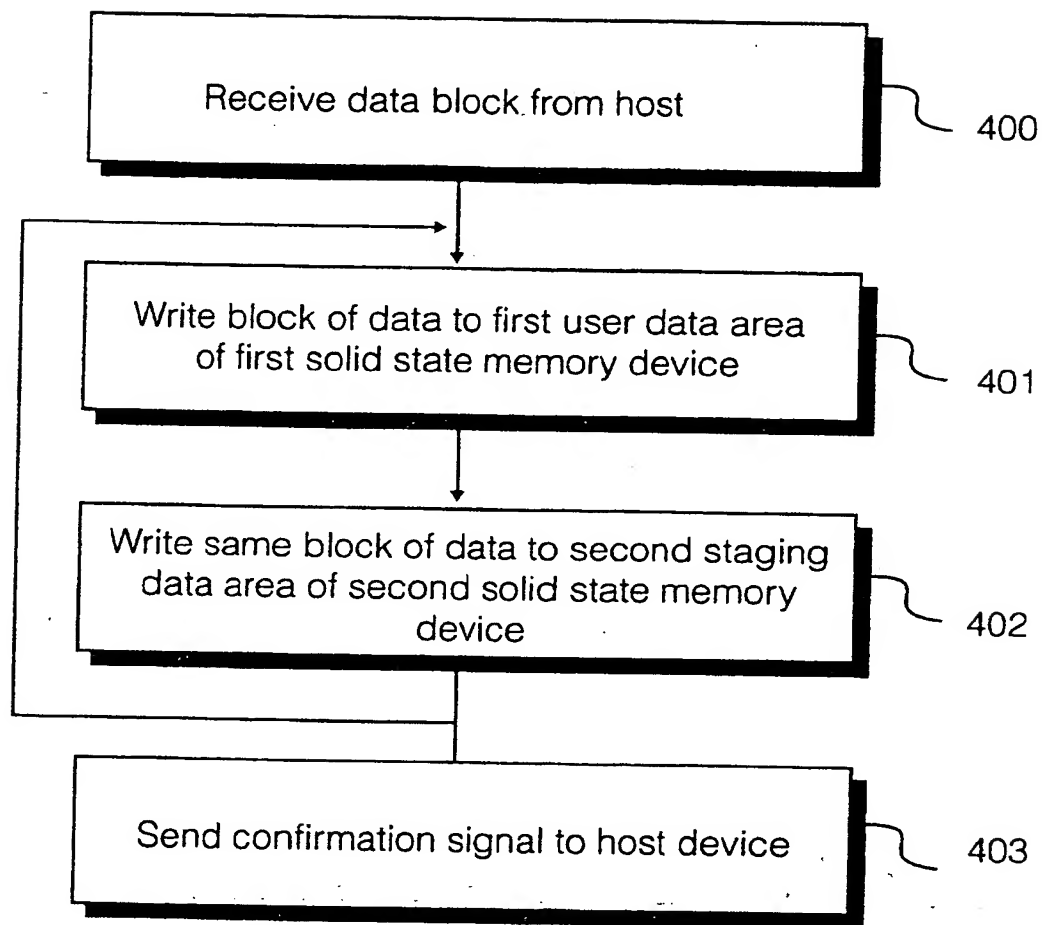 Receive data block from host
400
Write block of data to first user data area
of first solid state memory device
401
Write same block of data to second staging
data area of second solid state memory
device
402
Send confirmation signal to host device
403